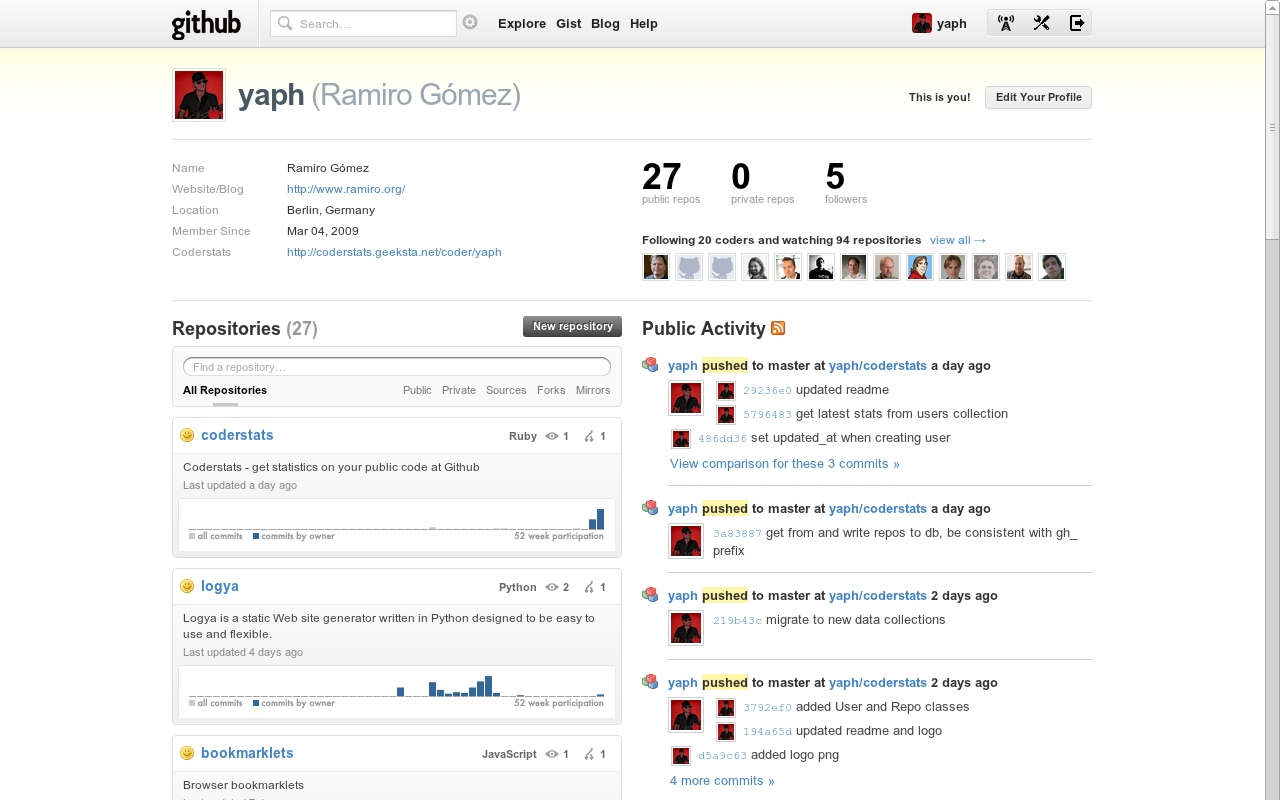 github
Search…
Explore Gist Blog Help
yaph
yaph (Ramiro Gómez)
This is you!
Edit Your Profile
Name Ramiro Gómez
Website/Blog http://www.ramiro.org/
Location Berlin, Germany
Member Since Mar 04, 2009
Coderstats http://coderstats.geeksta.net/coder/yaph
27 0 5
public repos private repos followers
Following 20 coders and watching 94 repositories view all →
Repositories (27)
New repository
Find a repository…
All Repositories Public Private Sources Forks Mirrors
coderstats Ruby 1 1
Coderstats - get statistics on your public code at Github
Last updated a day ago
all commits commits by owner 52 week participation
logya Python 2 1
Logya is a static Web site generator written in Python designed to be easy to
use and flexible.
Last updated 4 days ago
all commits commits by owner 52 week participation
bookmarklets JavaScript 1 1
Browser bookmarklets
Public Activity
yaph pushed to master at yaph/coderstats a day ago
29236e0 updated readme
5796483 get latest stats from users collection
486dd36 set updated_at when creating user
View comparison for these 3 commits »
yaph pushed to master at yaph/coderstats a day ago
3a83887 get from and write repos to db, be consistent with gh_
prefix
yaph pushed to master at yaph/coderstats 2 days ago
219b43c migrate to new data collections
yaph pushed to master at yaph/coderstats 2 days ago
3792ef0 added User and Repo classes
194a65d updated readme and logo
d5a9c63 added logo png
4 more commits »